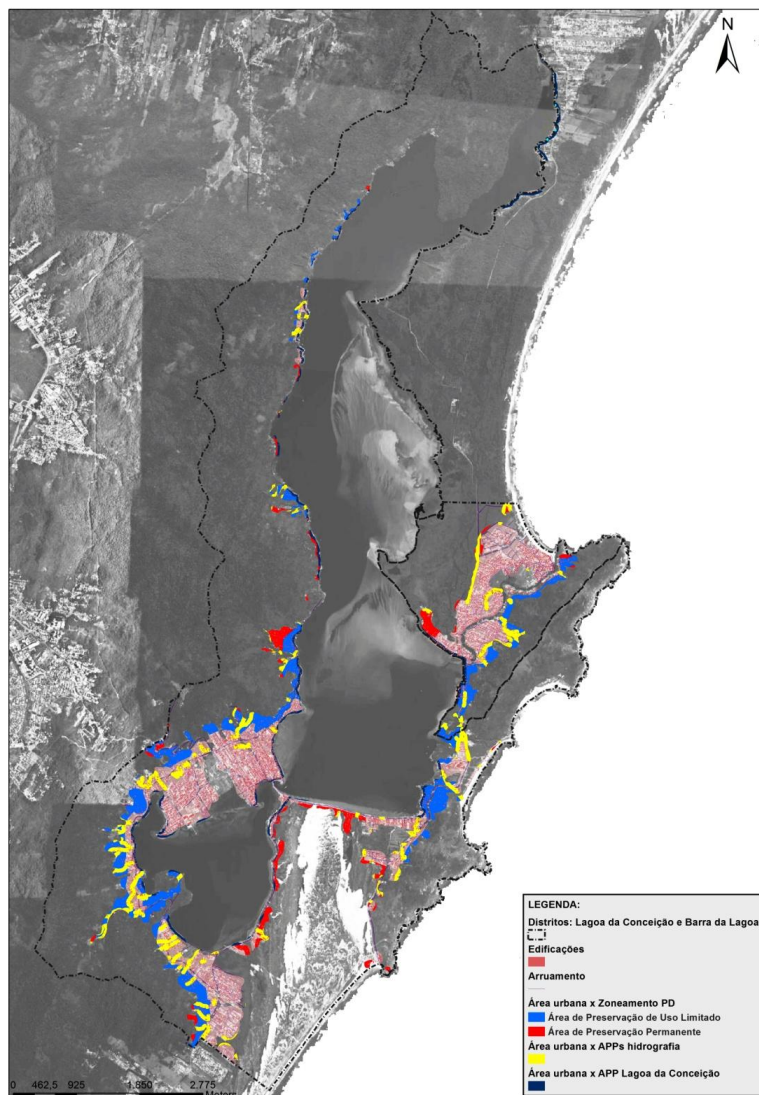 N
LEGENDA:
Distritos: Lagoa da Conceição e Barra da Lagoa
Edificações
Arruamento
Área urbana x Zoneamento PD
Área de Preservação de Uso Limitado
Área de Preservação Permanente
Área urbana x APPs hidrografia
Área urbana x APP Lagoa da Conceição
0 462,5 925 1.850 2.775
Meters